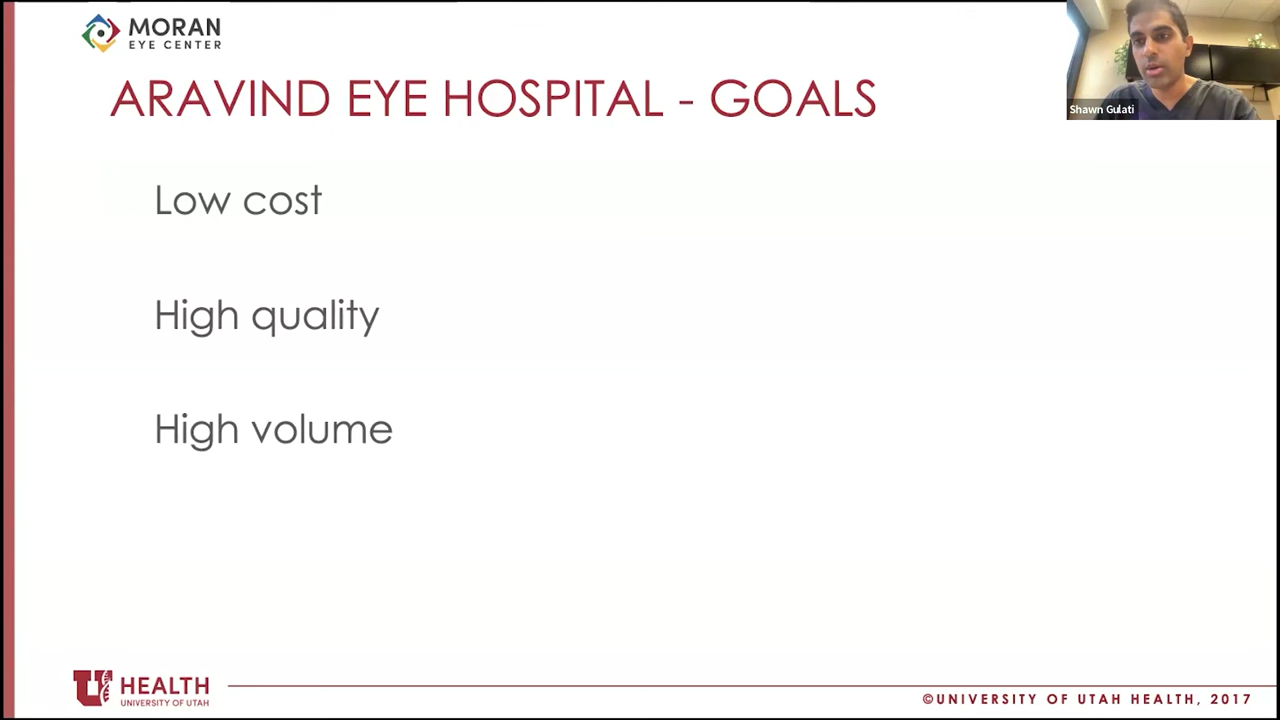 MORAN
EYE CENTER
ARAVIND EYE HOSPITAL - GOALS
Shawn Gulati
Low cost
High quality
High volume
U HEALTH
UNIVERSITY OF UTAH
©UNIVERSITY OF UTAH HEALTH, 2017